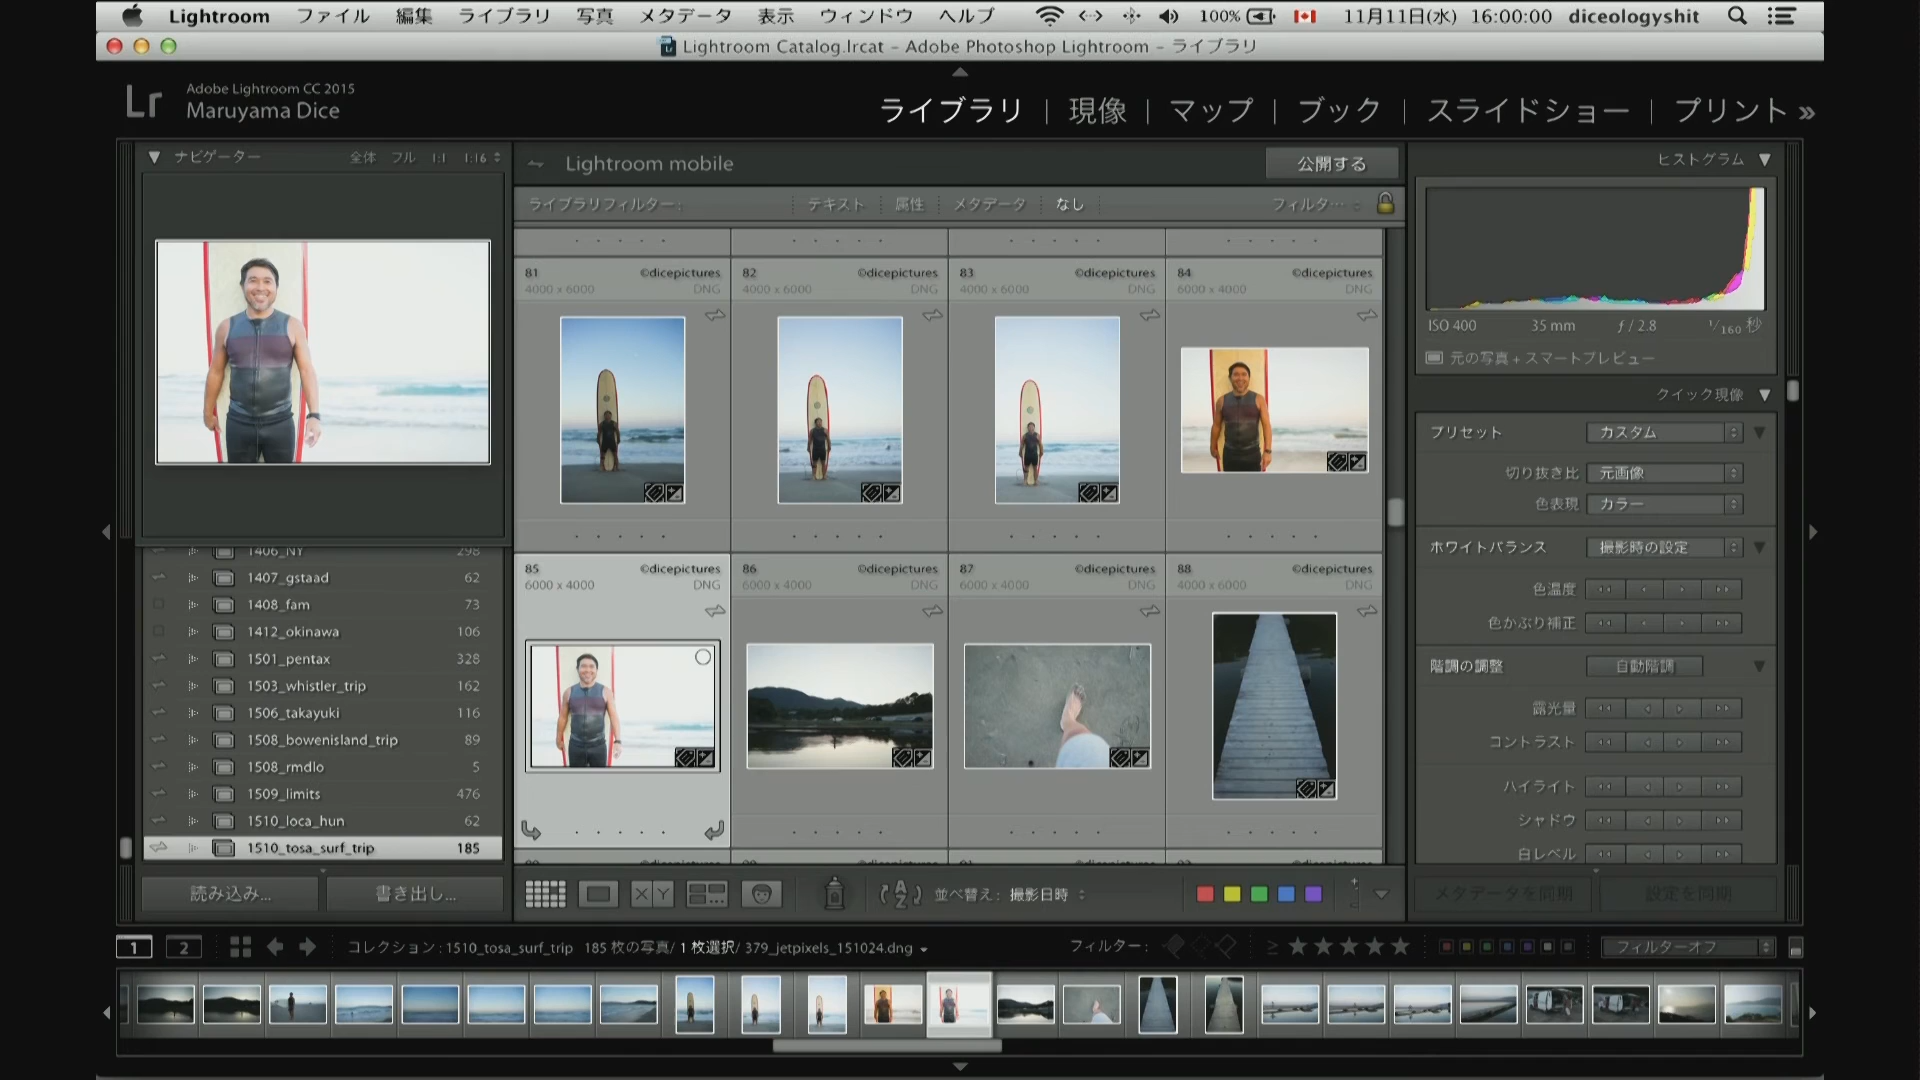 Lightroom ファイル 編集 ライブラリ 写真 メタデータ 表示 ウィンドウ ヘルプ 100% 11月11日(水) 16:00:00 diceologyshit
Lightroom Catalog.lrcat – Adobe Photoshop Lightroom – ライブラリ
Lr Adobe Lightroom CC 2015
Maruyama Dice
ライブラリ | 現像 | マップ | ブック | スライドショー | プリント »
ナビゲーター 全体 フル 1:1 1:16
Lightroom mobile 公開する
ヒストグラム
ライブラリフィルター: テキスト 属性 メタデータ なし フィルタ…
81 ©dicepictures 82 ©dicepictures 83 ©dicepictures 84 ©dicepictures
4000 x 6000 DNG 4000 x 6000 DNG 4000 x 6000 DNG 6000 x 4000 DNG
ISO 400 35 mm ƒ / 2.8 1/160 秒
元の写真 + スマートプレビュー
クイック現像
プリセット カスタム
切り抜き比 元画像
色表現 カラー
ホワイトバランス 撮影時の設定
色温度
色かぶり補正
階調の調整 自動階調
露光量
コントラスト
ハイライト
シャドウ
白レベル
1406_NY 298
1407_gstaad 62
1408_fam 73
1412_okinawa 106
1501_pentax 328
1503_whistler_trip 162
1506_takayuki 116
1508_bowenisland_trip 89
1508_rmdlo 5
1509_limits 476
1510_loca_hun 62
1510_tosa_surf_trip 185
85 ©dicepictures 86 ©dicepictures 87 ©dicepictures 88 ©dicepictures
6000 x 4000 DNG 6000 x 4000 DNG 6000 x 4000 DNG 4000 x 6000 DNG
読み込み... 書き出し...
X Y
並べ替え: 撮影日時
メタデータを同期 設定を同期
1 2 コレクション : 1510_tosa_surf_trip 185 枚の写真/ 1 枚選択/ 379_jetpixels_151024.dng
フィルター : ≥ ★★★★★ フィルターオフ